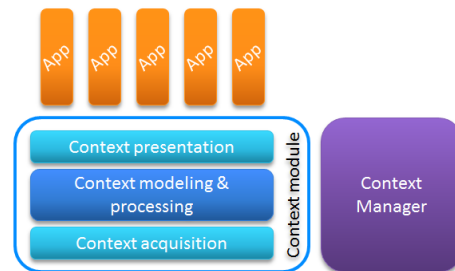 App
App
App
App
App
Context presentation
Context modeling &
processing
Context acquisition
Context module
Context
Manager